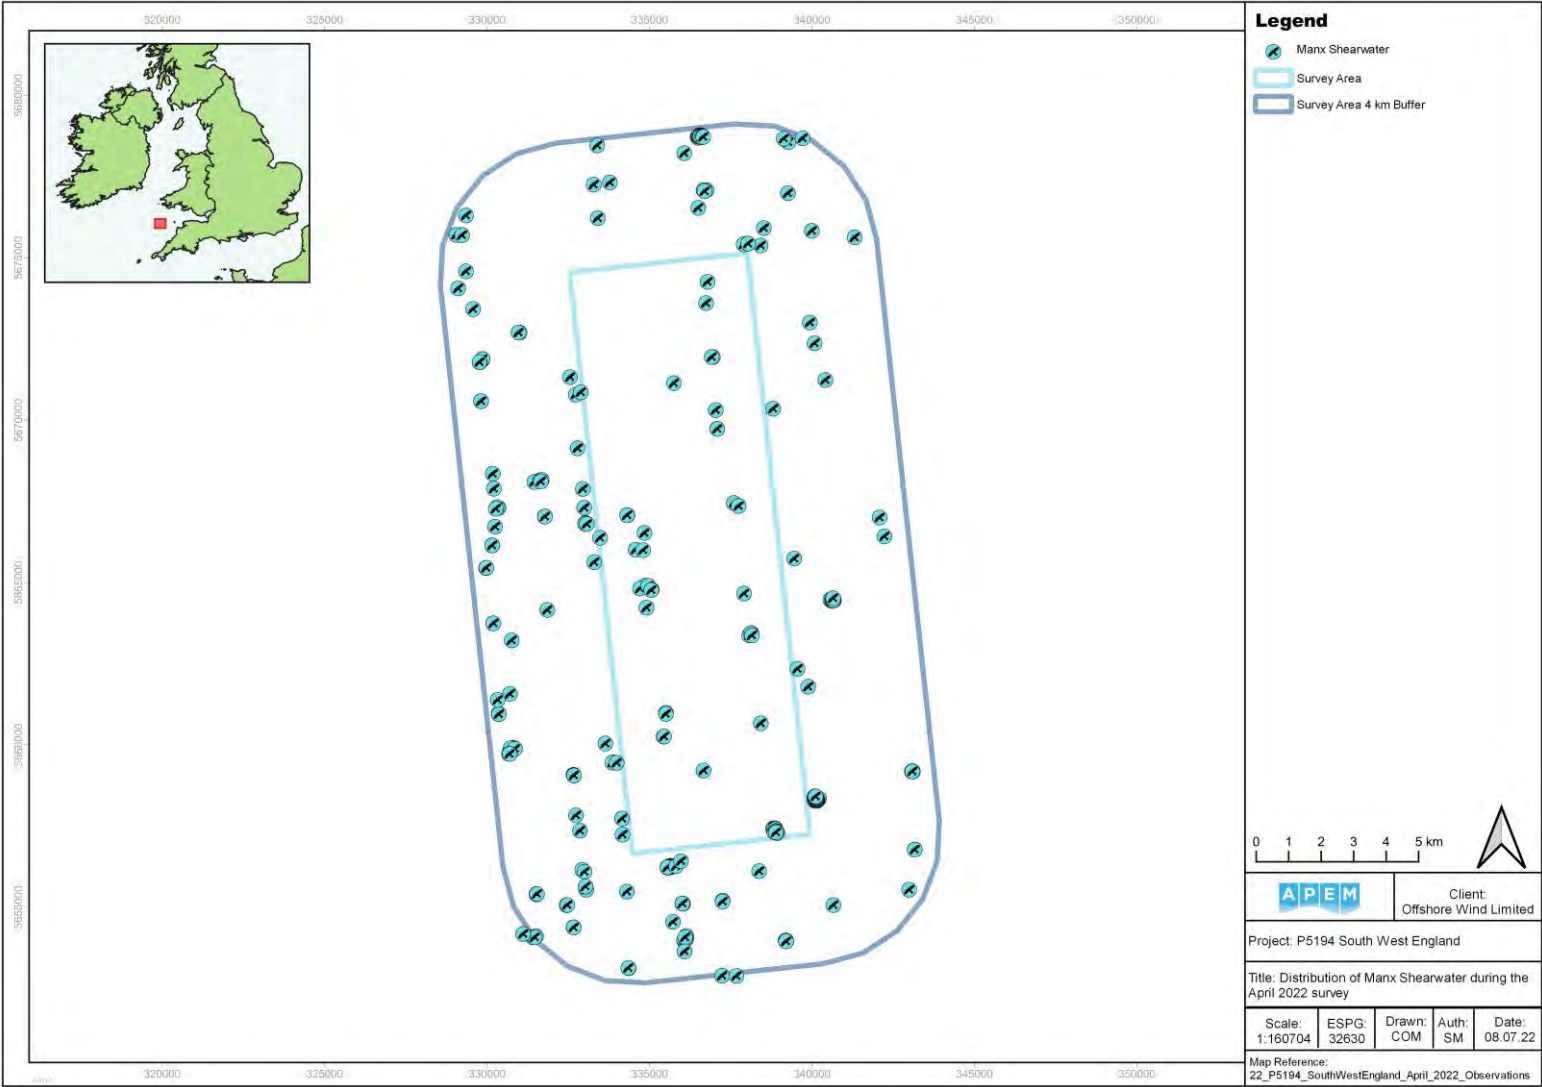 320000 325000 330000 335000 340000 345000 350000
5680000
5675000
5670000
5665000
5660000
5655000
320000 325000 330000 335000 340000 345000 350000
Legend
Manx Shearwater
Survey Area
Survey Area 4 km Buffer
0 1 2 3 4 5 km
APEM
Client:
Offshore Wind Limited
Project: P5194 South West England
Title: Distribution of Manx Shearwater during the
April 2022 survey
Scale: ESPG: Drawn: Auth: Date:
1:160704 32630 COM SM 08.07.22
Map Reference:
22_P5194_SouthWestEngland_April_2022_Observations